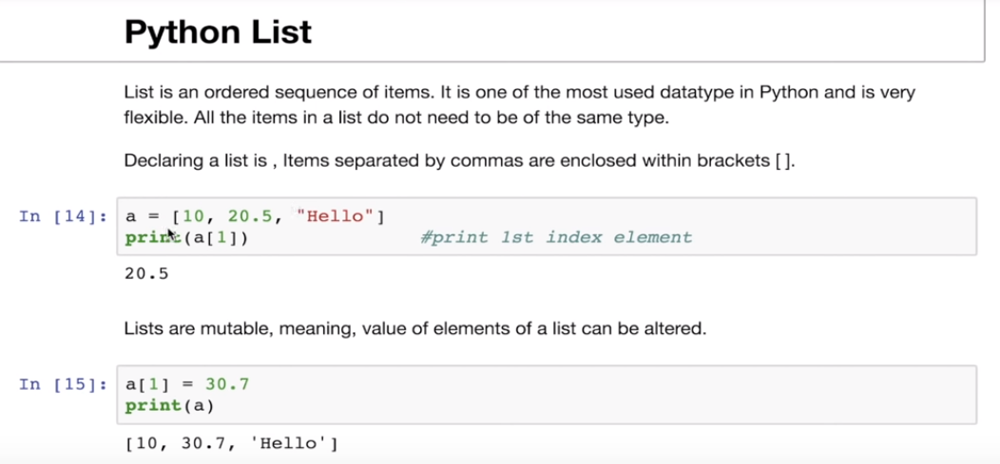 Python List
List is an ordered sequence of items. It is one of the most used datatype in Python and is very
flexible. All the items in a list do not need to be of the same type.
Declaring a list is , Items separated by commas are enclosed within brackets [ ].
In [14]: a = [10, 20.5, "Hello"]
print(a[1]) #print 1st index element
20.5
Lists are mutable, meaning, value of elements of a list can be altered.
In [15]: a[1] = 30.7
print(a)
[10, 30.7, 'Hello']